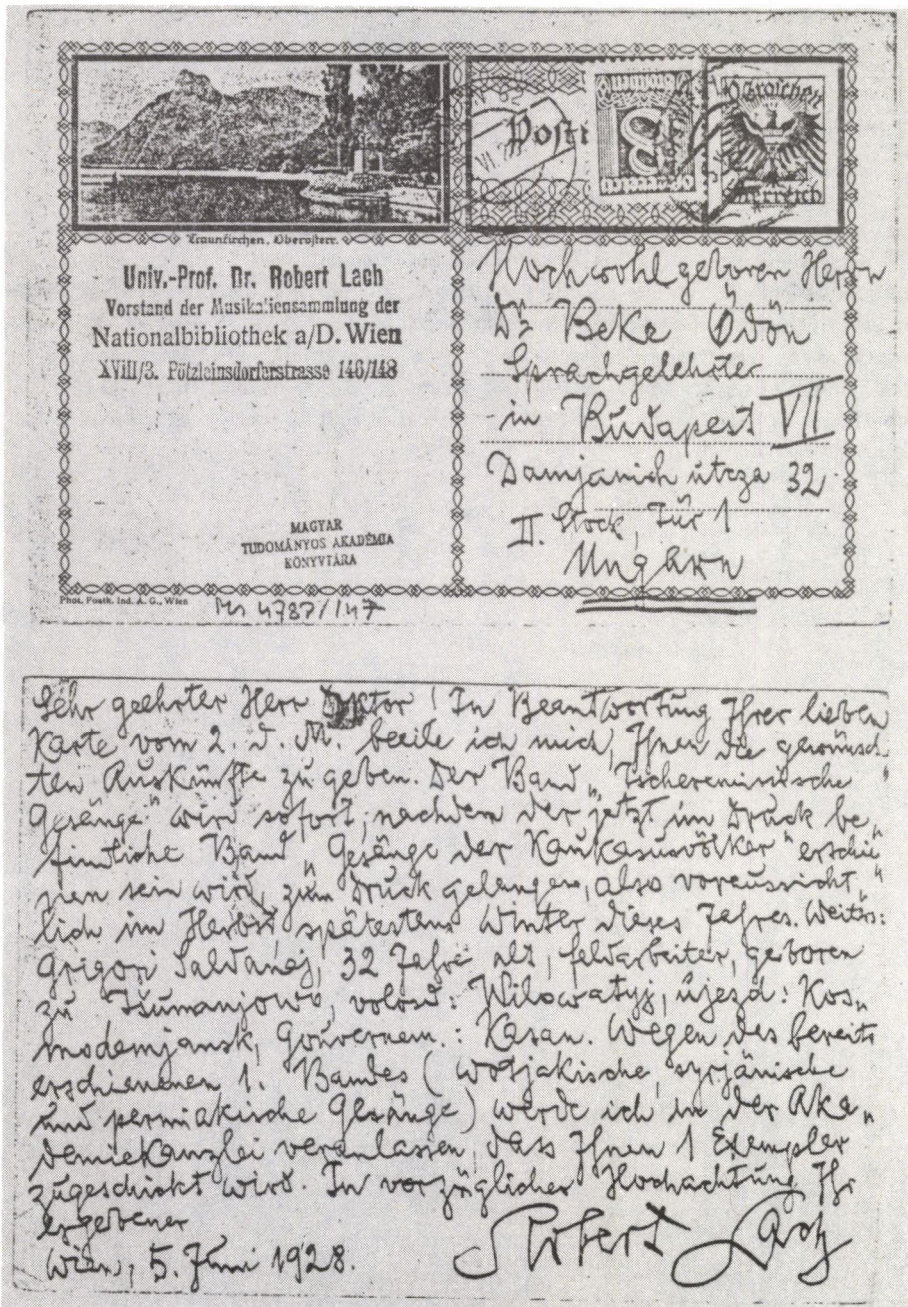 Posti
8
Groschen
Österreich
Traunkirchen, Oberösterr.
Univ.-Prof. Dr. Robert Lach
Vorstand der Musikaliensammlung der
Nationalbibliothek a/D. Wien
XVIII/3. Pötzleinsdorferstrasse 146/148
Hochwohlgeboren Herrn
Dr Beke Ödön
Sprachgelehrter
in Budapest VII
Damjanich utcza 32
II. Stock, Tür 1
Ungarn
MAGYAR
TUDOMÁNYOS AKADÉMIA
KÖNYVTÁRA
Phot. Postk. Ind. A. G., Wien
Ms 4787/147
Sehr geehrter Herr Doktor! In Beantwortung Ihrer lieben
Karte vom 2. d. M. beeile ich mich, Ihnen die gewünsch
ten Auskünfte zu geben. Der Band „Tscheremissische
Gesänge" wird sofort, nachdem der jetzt im Druck be„
findliche Band „Gesänge der Kaukasusvölker" erschie„
nen sein wird, zum Druck gelangen, also voraussicht„
lich im Herbst, spätestens Winter dieses Jahres. Weiters:
Grigori Saldanej, 32 Jahre alt, Feldarbeiter, geboren
zu Tsumanjowo, volost: Wilowatyj, ujezd: Kos„
modemjansk, Gouvernem.: Kasan. Wegen des bereits
erschienenen 1. Bandes (wotjakische, syrjänische
und permiakische Gesänge) werde ich in der Aka„
demiekanzlei veranlassen, dass Ihnen 1 Exemplar
zugeschickt wird. In vorzüglicher Hochachtung Ihr
ergebener
Wien, 5. Juni 1928. Robert Lach